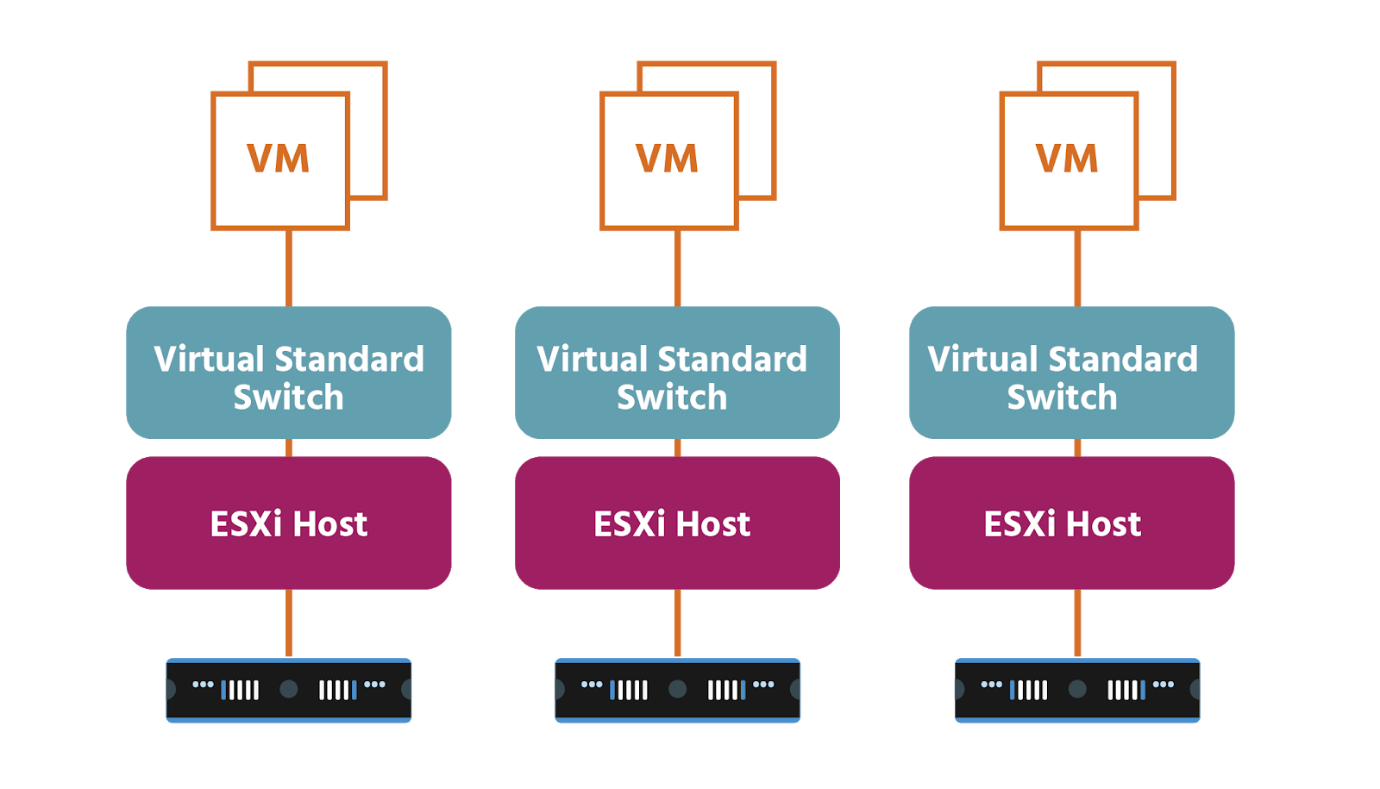 VM
VM
VM
Virtual Standard
Switch
Virtual Standard
Switch
Virtual Standard
Switch
ESXi Host
ESXi Host
ESXi Host